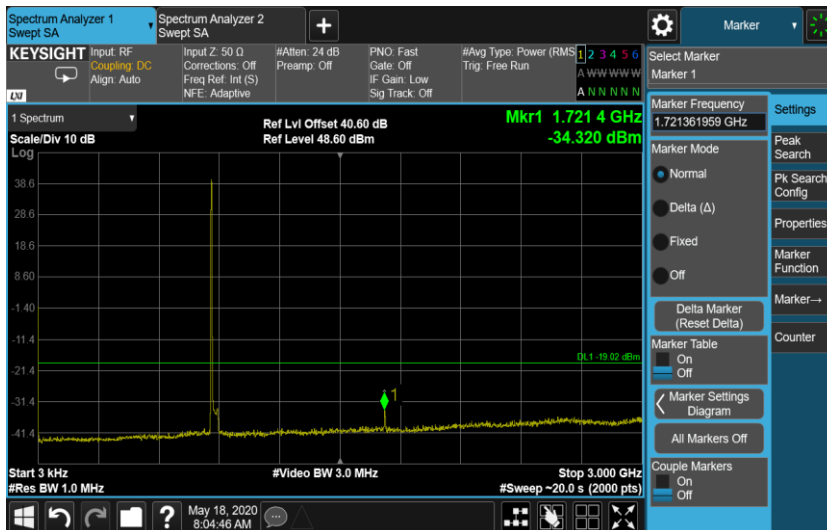 Spectrum Analyzer 1
Swept SA
Spectrum Analyzer 2
Swept SA
+
Marker
KEYSIGHT
LXI
Input: RF
Coupling: DC
Align: Auto
Input Z: 50 Ω
Corrections: Off
Freq Ref: Int (S)
NFE: Adaptive
#Atten: 24 dB
Preamp: Off
PNO: Fast
Gate: Off
IF Gain: Low
Sig Track: Off
#Avg Type: Power (RMS
Trig: Free Run
1 2 3 4 5 6
A W W W W W
A N N N N N
Select Marker
Marker 1
1 Spectrum
Scale/Div 10 dB
Log
Ref Lvl Offset 40.60 dB
Ref Level 48.60 dBm
Mkr1 1.721 4 GHz
-34.320 dBm
38.6
28.6
18.6
8.60
-1.40
-11.4
-21.4
-31.4
-41.4
DL1 -19.02 dBm
1
Start 3 kHz
#Res BW 1.0 MHz
#Video BW 3.0 MHz
Stop 3.000 GHz
#Sweep ~20.0 s (2000 pts)
Marker Frequency
1.721361959 GHz
Marker Mode
Normal
Delta (Δ)
Fixed
Off
Delta Marker
(Reset Delta)
Marker Table
On
Off
Marker Settings
Diagram
All Markers Off
Couple Markers
On
Off
Settings
Peak
Search
Pk Search
Config
Properties
Marker
Function
Marker→
Counter
?
May 18, 2020
8:04:46 AM